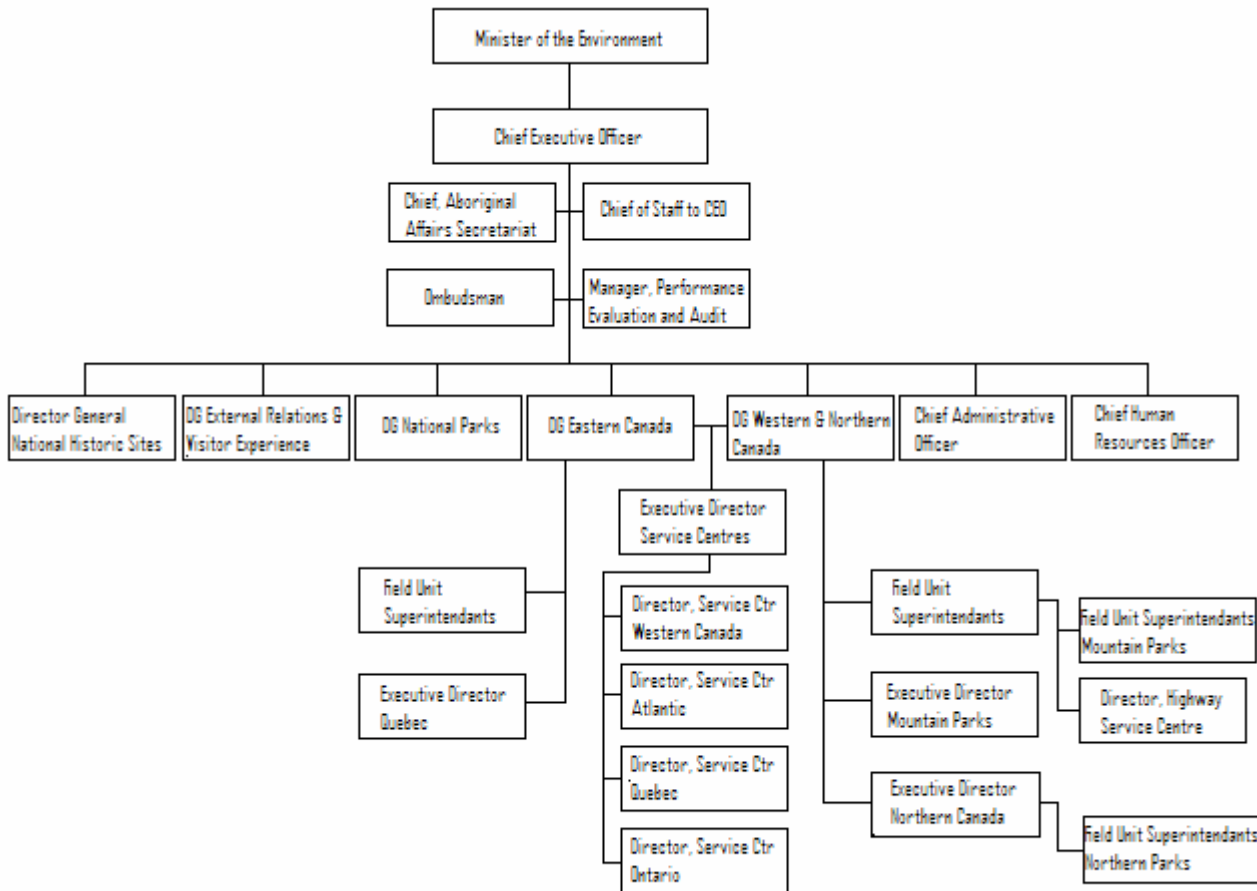 Minister of the Environment
Chief Executive Officer
Chief, Aboriginal
Affairs Secretariat
Chief of Staff to CEO
Ombudsman
Manager, Performance
Evaluation and Audit
Director General
National Historic Sites
DG External Relations &
Visitor Experience
DG National Parks
DG Eastern Canada
DG Western & Northern
Canada
Chief Administrative
Officer
Chief Human
Resources Officer
Executive Director
Service Centres
Field Unit
Superintendants
Executive Director
Quebec
Director, Service Ctr
Western Canada
Director, Service Ctr
Atlantic
Director, Service Ctr
Quebec
Director, Service Ctr
Ontario
Field Unit
Superintendants
Executive Director
Mountain Parks
Executive Director
Northern Canada
Field Unit Superintendants
Mountain Parks
Director, Highway
Service Centre
Field Unit Superintendants
Northern Parks